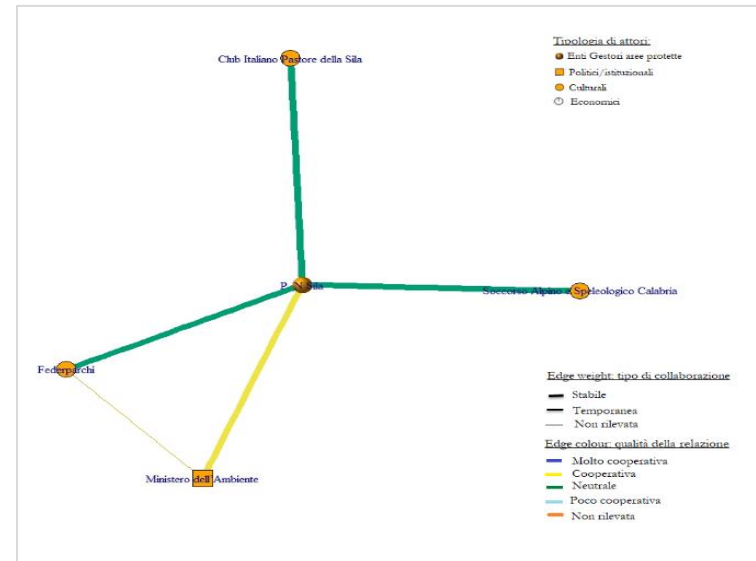 Tipologia di attori:
Enti Gestori aree protette
Politici/istituzionali
Culturali
Economici
Club Italiano Pastore della Sila
P. N Sila
Soccorso Alpino e Speleologico Calabria
Federparchi
Ministero dell'Ambiente
Edge weight: tipo di collaborazione
Stabile
Temporanea
Non rilevata
Edge colour: qualità della relazione
Molto cooperativa
Cooperativa
Neutrale
Poco cooperativa
Non rilevata